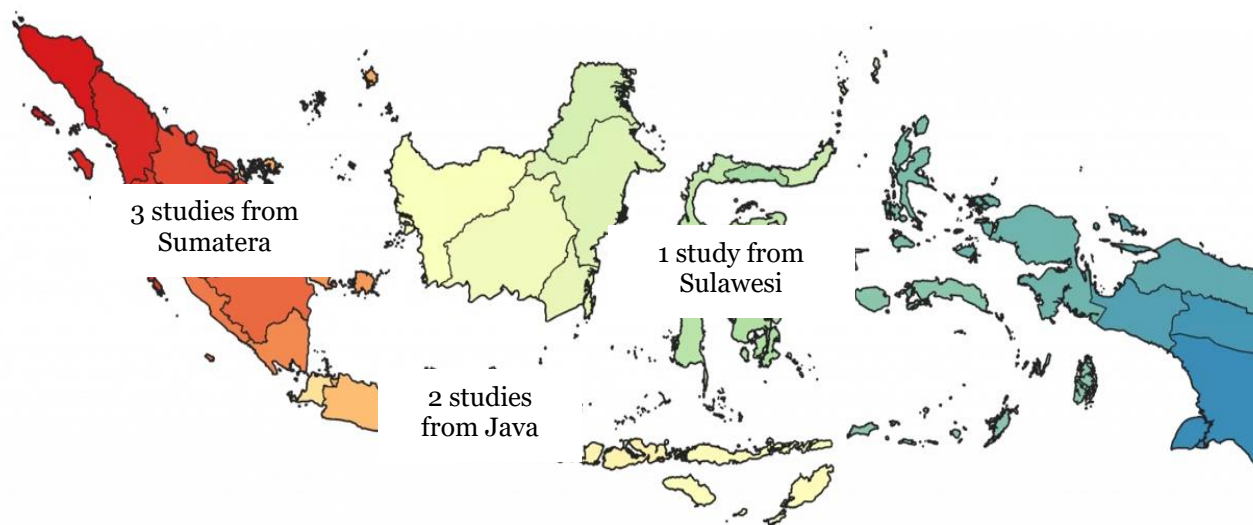 3 studies from
Sumatera
1 study from
Sulawesi
2 studies
from Java